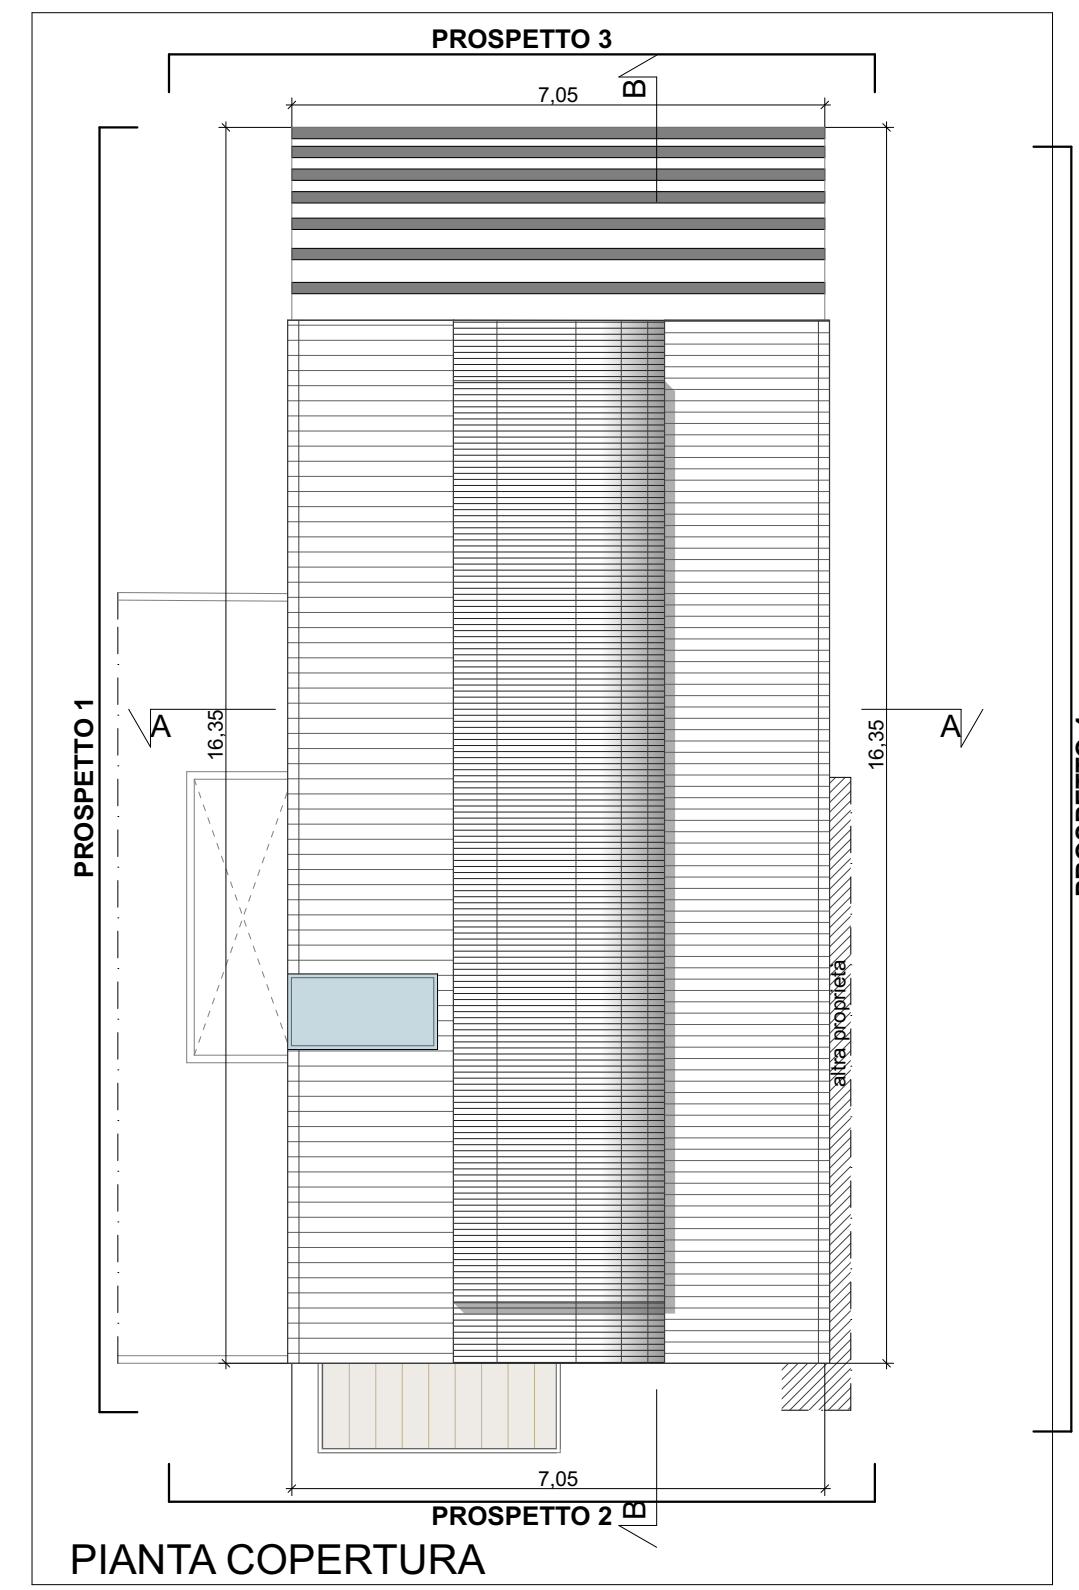 PROSPETTO 3
B
7,05
PROSPETTO 1
A
16,35
16,35
A
altra proprietà
7,05
PROSPETTO 2
B
PIANTA COPERTURA